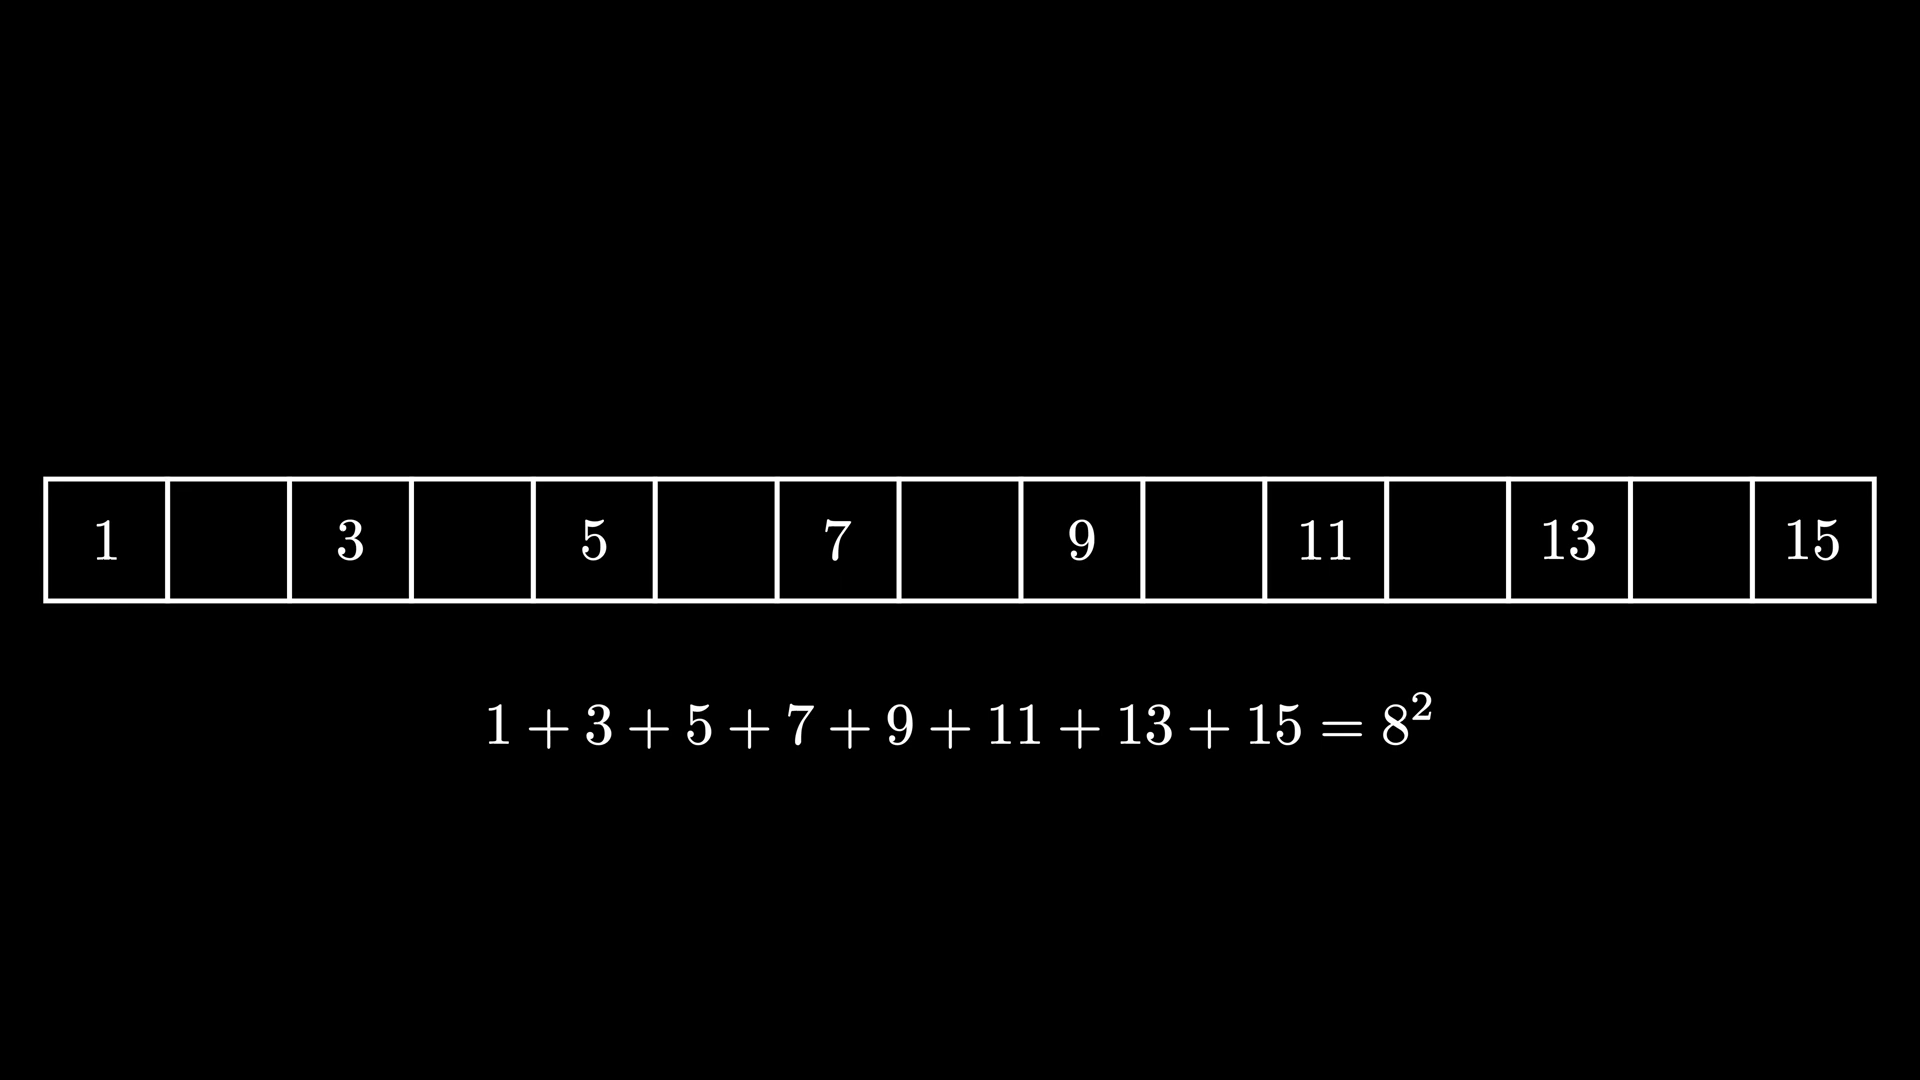 1 3 5 7 9 11 13 15
1 + 3 + 5 + 7 + 9 + 11 + 13 + 15 = 8²